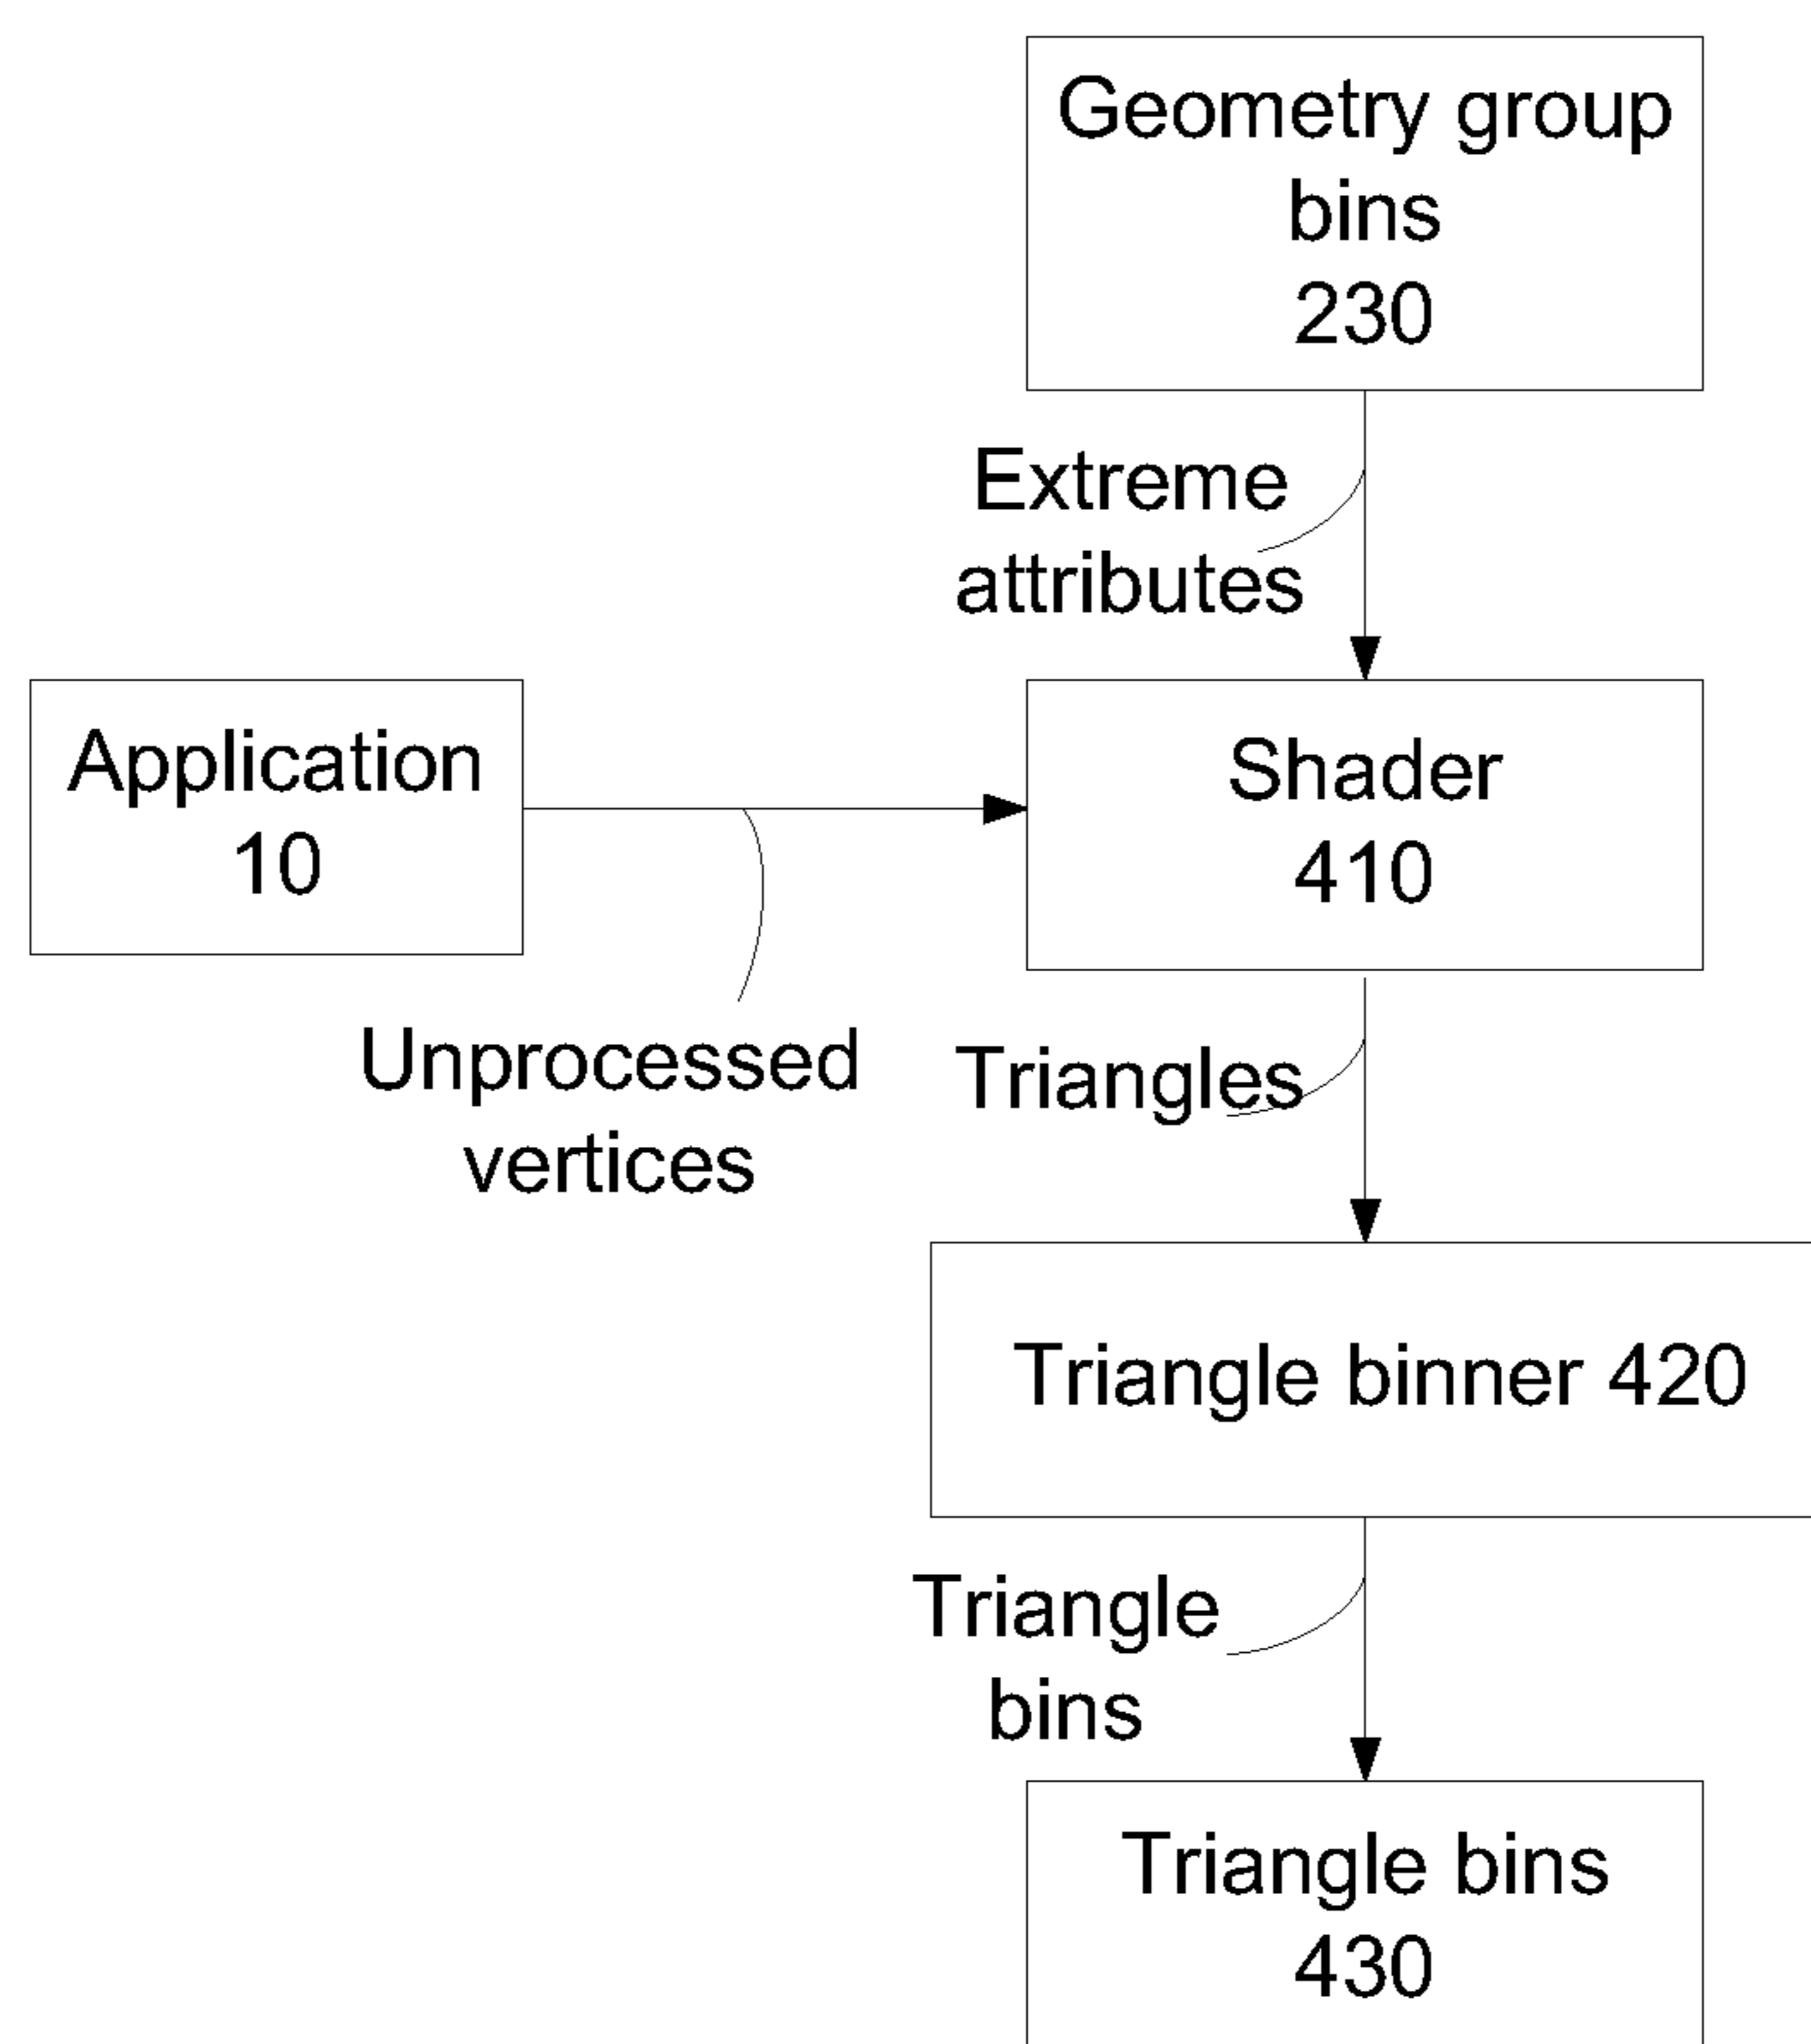 Geometry group
bins
230
Extreme
attributes
Application
10
Shader
410
Unprocessed
vertices
Triangles
Triangle binner 420
Triangle
bins
Triangle bins
430